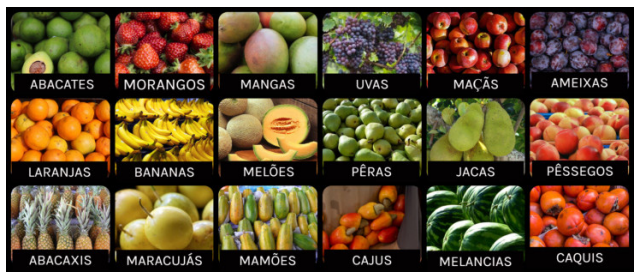 ABACATES
MORANGOS
MANGAS
UVAS
MAÇÃS
AMEIXAS
LARANJAS
BANANAS
MELÕES
PÊRAS
JACAS
PÊSSEGOS
ABACAXIS
MARACUJÁS
MAMÕES
CAJUS
MELANCIAS
CAQUIS